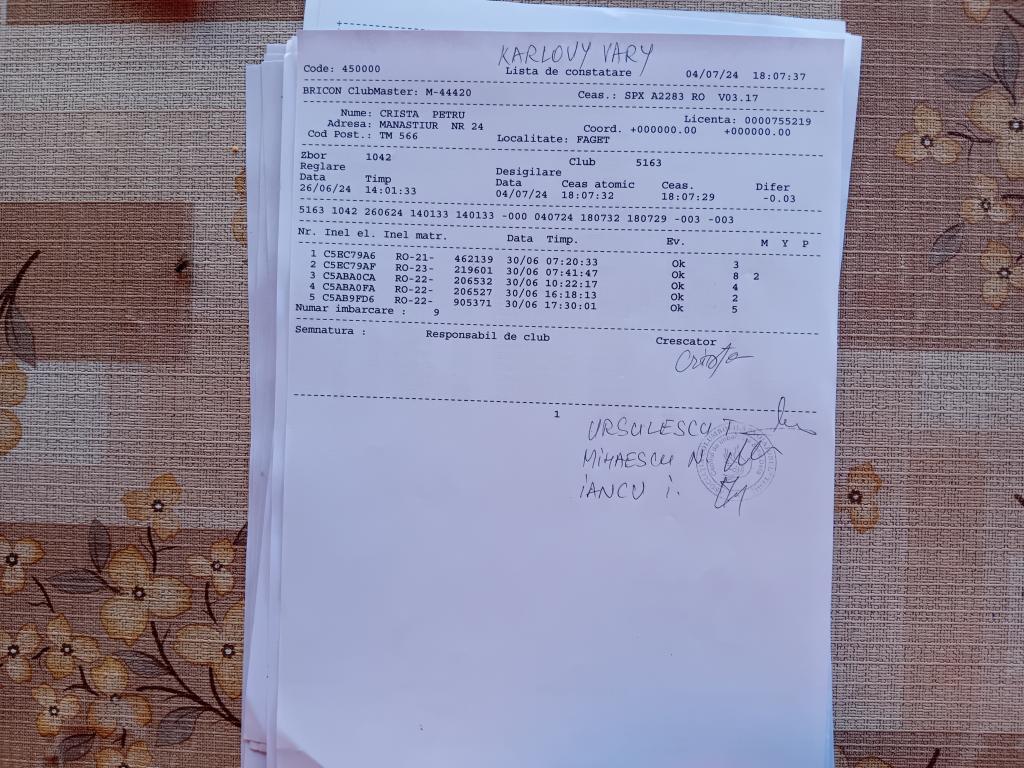 KARLOVY VARY
Code: 450000 Lista de constatare 04/07/24 18:07:37
BRICON ClubMaster: M-44420 Ceas.: SPX A2283 RO V03.17
Nume: CRISTA PETRU Licenta: 0000755219
Adresa: MANASTIUR NR 24 Coord. +000000.00 +000000.00
Cod Post.: TM 566 Localitate: FAGET
Zbor 1042 Club 5163
Reglare Desigilare
Data Timp Data Ceas atomic Ceas. Difer
26/06/24 14:01:33 04/07/24 18:07:32 18:07:29 -0.03
5163 1042 260624 140133 140133 -000 040724 180732 180729 -003 -003
Nr. Inel el. Inel matr. Data Timp. Ev. M Y P
1 C5EC79A6 RO-21- 462139 30/06 07:20:33 Ok 3
2 C5EC79AF RO-23- 219601 30/06 07:41:47 Ok 8 2
3 C5ABA0CA RO-22- 206532 30/06 10:22:17 Ok 4
4 C5ABA0FA RO-22- 206527 30/06 16:18:13 Ok 2
5 C5AB9FD6 RO-22- 905371 30/06 17:30:01 Ok 5
Numar imbarcare : 9
Semnatura : Responsabil de club Crescator
Crista
1
URSULESCU T
MIHAESCU N.
IANCU i.